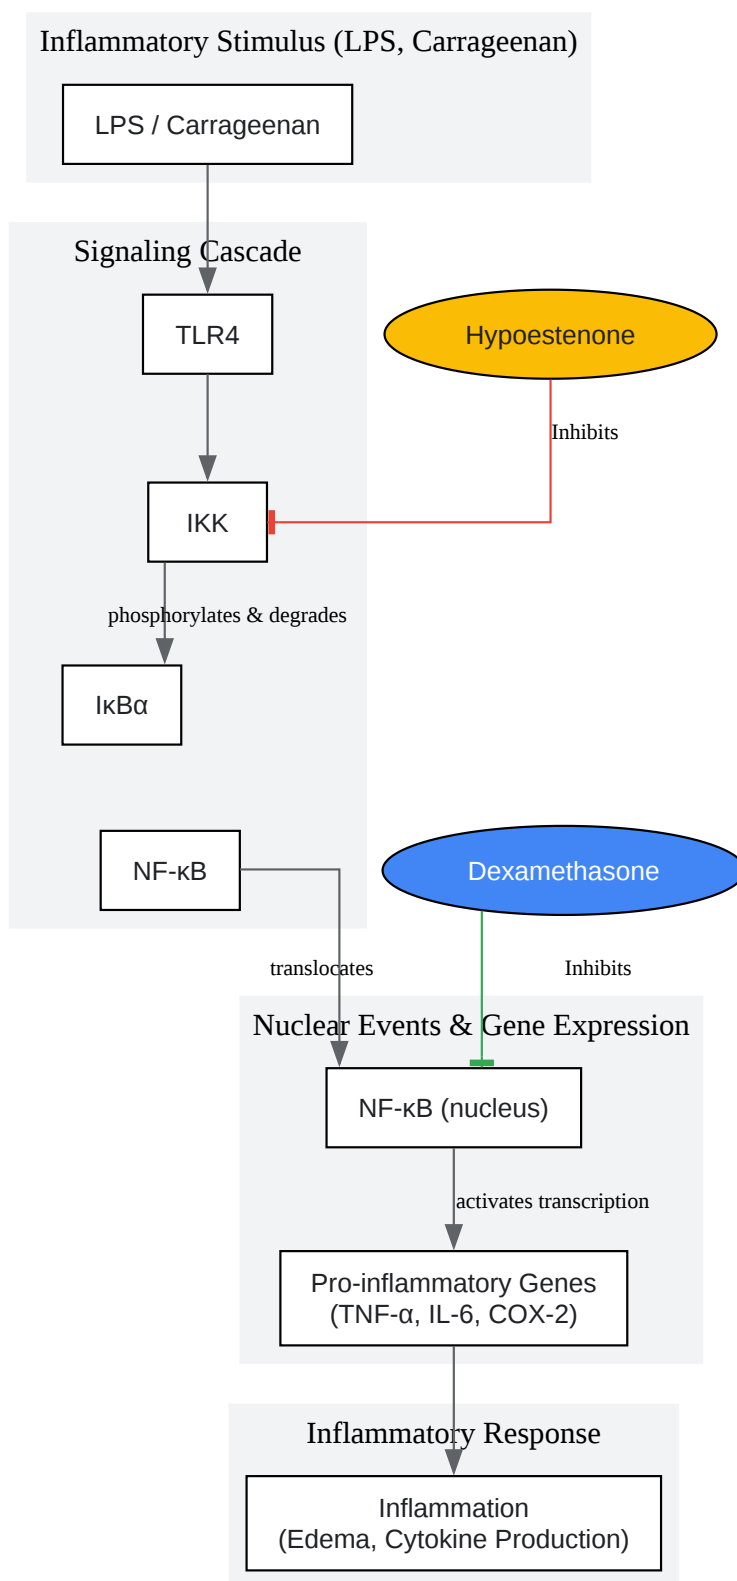 Inflammatory Stimulus (LPS, Carrageenan)
LPS / Carrageenan
Signaling Cascade
TLR4
Hypoestenone
Inhibits
IKK
phosphorylates & degrades
IκBα
NF-κB
Dexamethasone
translocates
Inhibits
Nuclear Events & Gene Expression
NF-κB (nucleus)
activates transcription
Pro-inflammatory Genes
(TNF-α, IL-6, COX-2)
Inflammatory Response
Inflammation
(Edema, Cytokine Production)